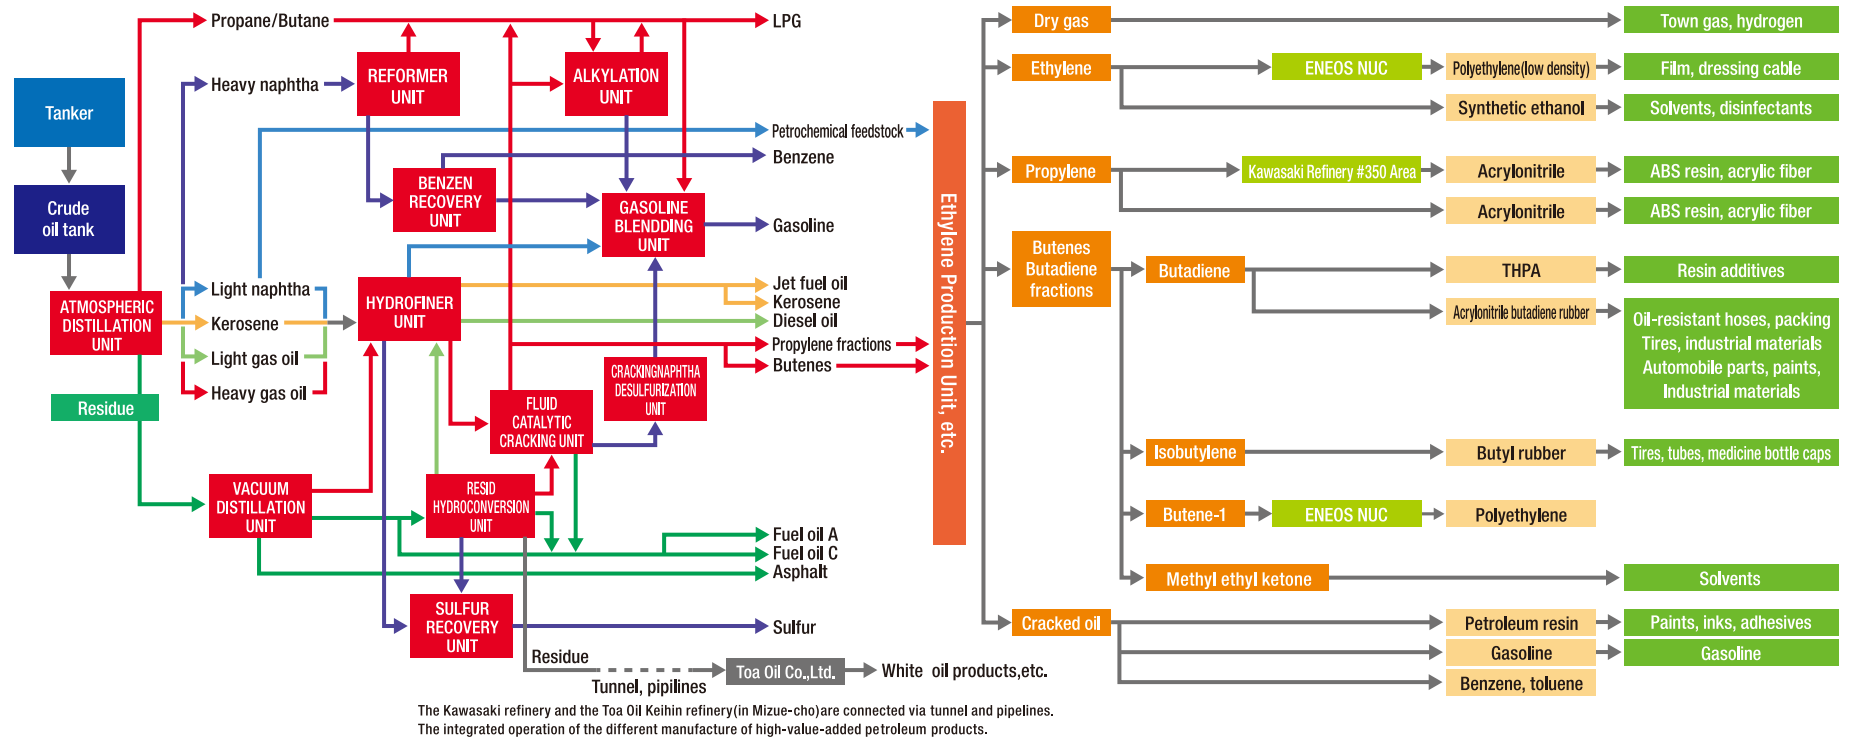 Propane/Butane
LPG
Heavy naphtha
REFORMER
UNIT
ALKYLATION
UNIT
Tanker
Petrochemical feedstock
Benzene
BENZEN
RECOVERY
UNIT
Crude
oil tank
GASOLINE
BLENDDING
UNIT
Gasoline
Light naphtha
ATMOSPHERIC
DISTILLATION
UNIT
Kerosene
HYDROFINER
UNIT
Jet fuel oil
Kerosene
Diesel oil
Light gas oil
Propylene fractions
Butenes
Heavy gas oil
CRACKINGNAPHTHA
DESULFURIZATION
UNIT
Residue
FLUID
CATALYTIC
CRACKING UNIT
VACUUM
DISTILLATION
UNIT
RESID
HYDROCONVERSION
UNIT
Fuel oil A
Fuel oil C
Asphalt
SULFUR
RECOVERY
UNIT
Sulfur
Residue
Tunnel, pipilines
Toa Oil Co.,Ltd.
White oil products,etc.
Ethylene Production Unit, etc.
Dry gas
Town gas, hydrogen
Ethylene
ENEOS NUC
Polyethylene(low density)
Film, dressing cable
Synthetic ethanol
Solvents, disinfectants
Propylene
Kawasaki Refinery #350 Area
Acrylonitrile
ABS resin, acrylic fiber
Acrylonitrile
ABS resin, acrylic fiber
Butenes
Butadiene
fractions
Butadiene
THPA
Resin additives
Acrylonitrile butadiene rubber
Oil-resistant hoses, packing
Tires, industrial materials
Automobile parts, paints,
Industrial materials
Isobutylene
Butyl rubber
Tires, tubes, medicine bottle caps
Butene-1
ENEOS NUC
Polyethylene
Methyl ethyl ketone
Solvents
Cracked oil
Petroleum resin
Paints, inks, adhesives
Gasoline
Gasoline
Benzene, toluene
The Kawasaki refinery and the Toa Oil Keihin refinery(in Mizue-cho)are connected via tunnel and pipelines.
The integrated operation of the different manufacture of high-value-added petroleum products.